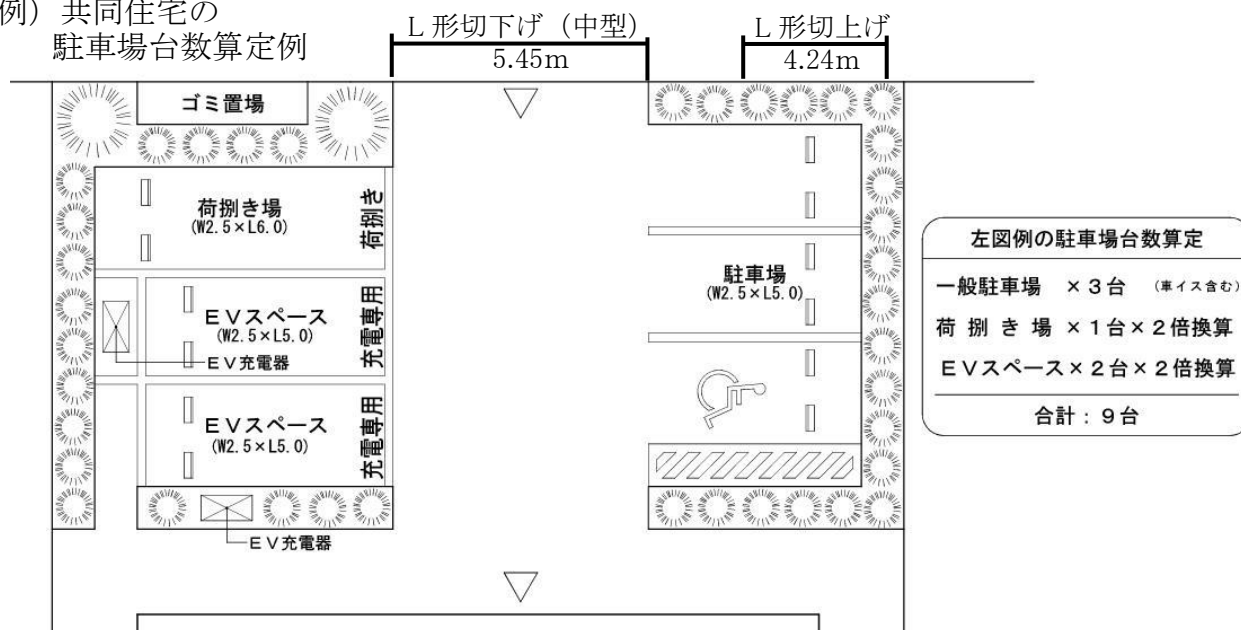 例）共同住宅の
駐車場台数算定例
L 形切下げ（中型）
5.45m
L 形切上げ
4.24m
ゴミ置場
荷捌き場
(W2.5×L6.0)
荷捌き
EVスペース
(W2.5×L5.0)
充電専用
EV充電器
EVスペース
(W2.5×L5.0)
充電専用
EV充電器
駐車場
(W2.5×L5.0)
左図例の駐車場台数算定
一般駐車場 ×３台 （車イス含む）
荷捌き場×１台×２倍換算
EVスペース×２台×２倍換算
合計：９台